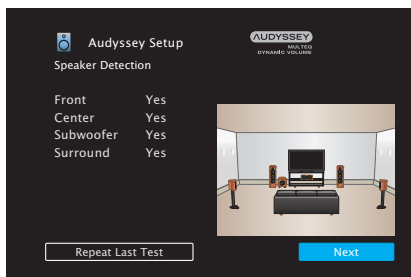 Audyssey Setup
AUDYSSEY
MULTEQ
DYNAMIC VOLUME
Speaker Detection
Front Yes
Center Yes
Subwoofer Yes
Surround Yes
Repeat Last Test
Next